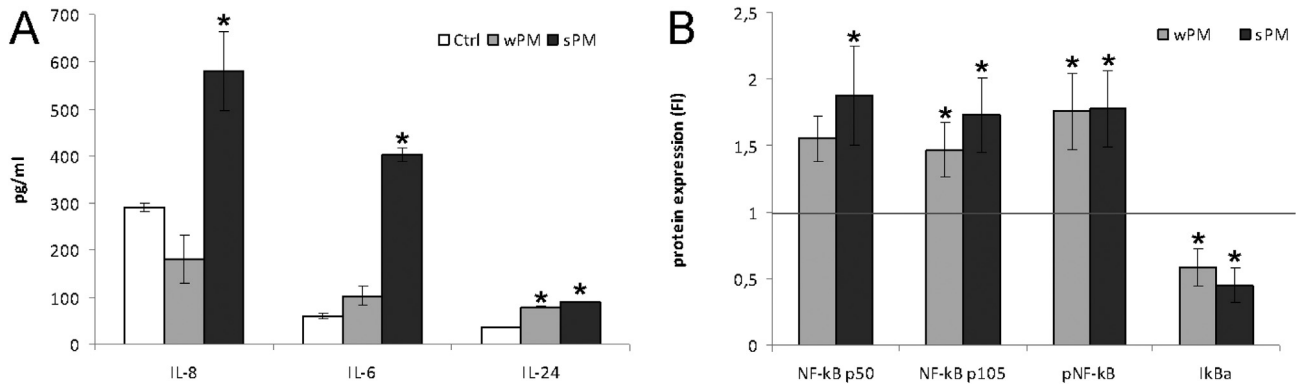 A
700
600
500
400
300
200
100
0
pg/ml
Ctrl wPM sPM
*
*
* *
IL-8 IL-6 IL-24
B
2,5
2
1,5
1
0,5
0
protein expression (FI)
wPM sPM
*
* *
* *
* *
NF-kB p50 NF-kB p105 pNF-kB IkBa